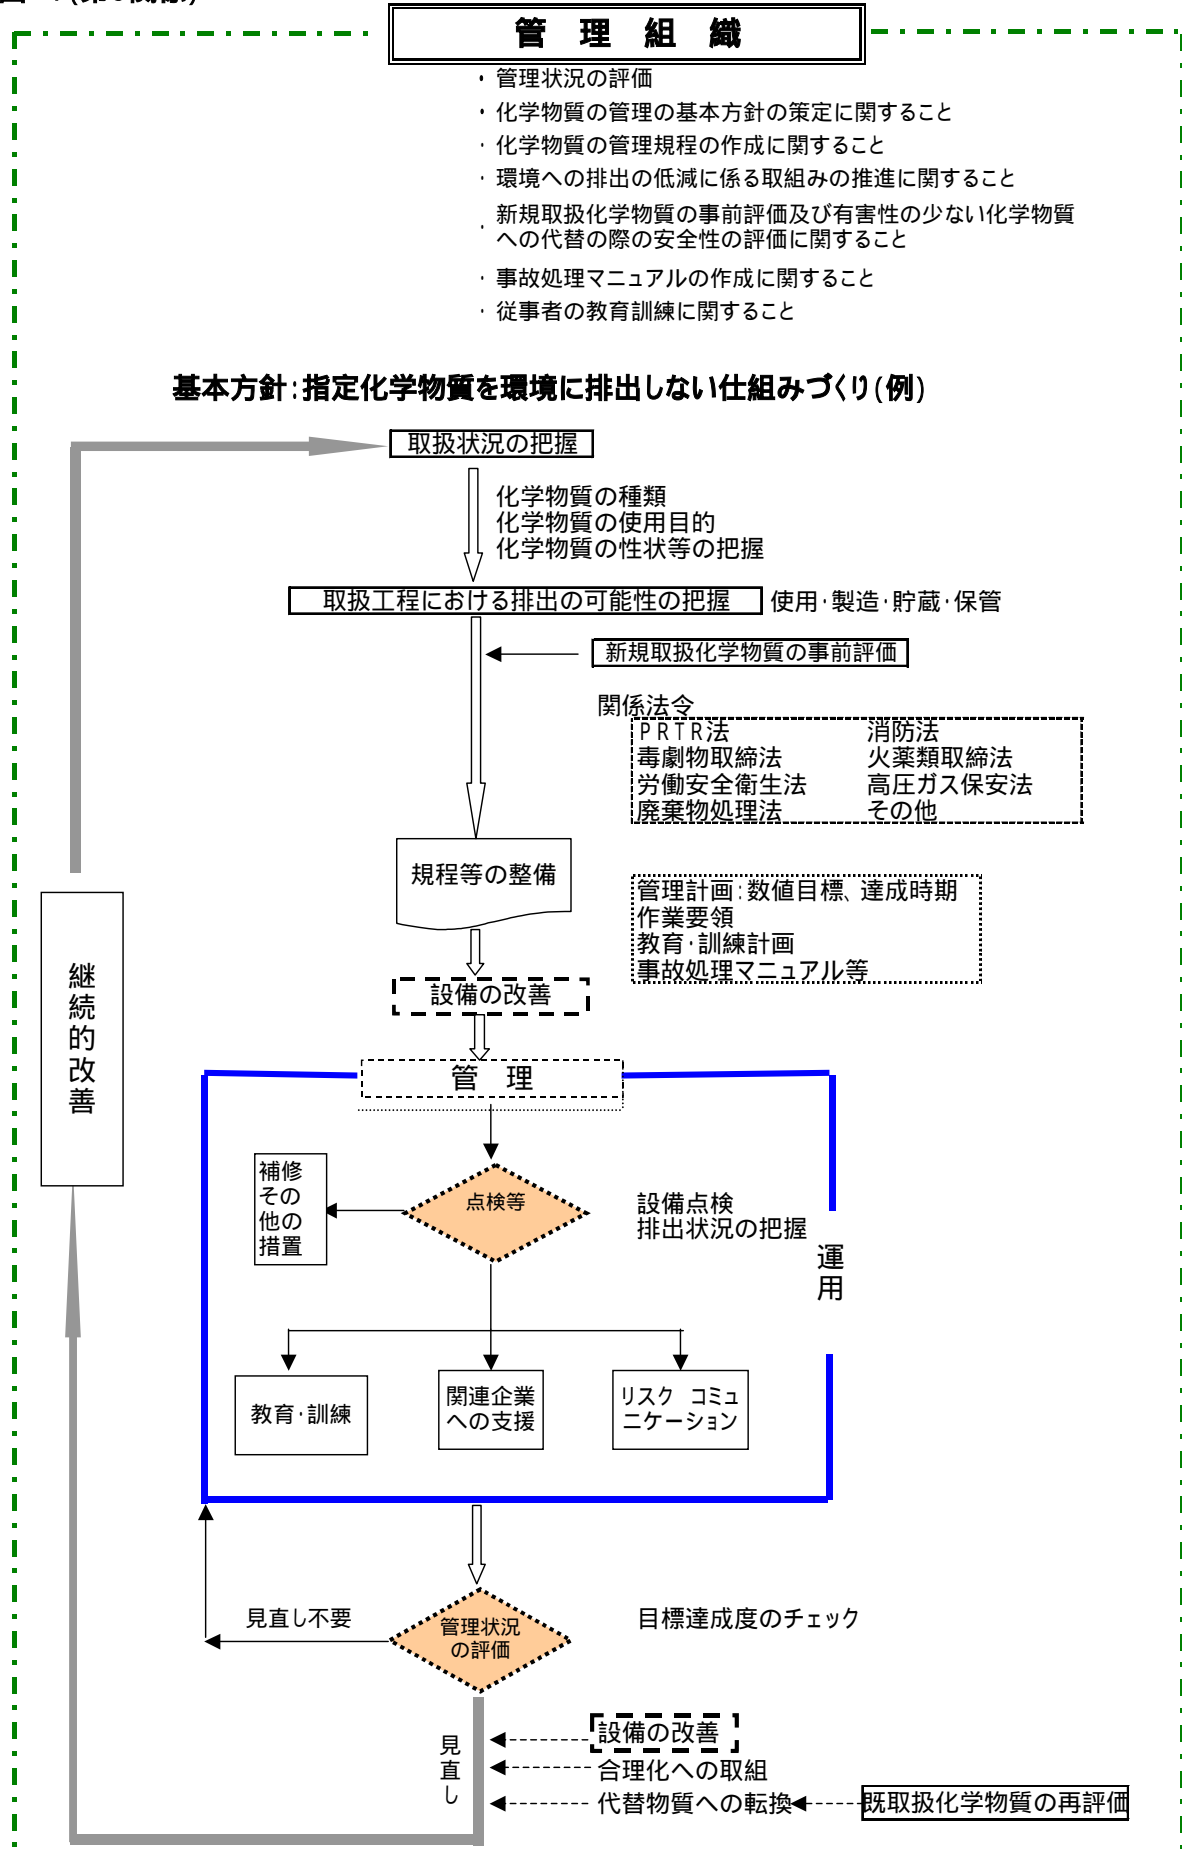 管 理 組 織
・管理状況の評価
・化学物質の管理の基本方針の策定に関すること
・化学物質の管理規程の作成に関すること
・環境への排出の低減に係る取組みの推進に関すること
・新規取扱化学物質の事前評価及び有害性の少ない化学物質
への代替の際の安全性の評価に関すること
・事故処理マニュアルの作成に関すること
・従事者の教育訓練に関すること
基本方針:指定化学物質を環境に排出しない仕組みづくり(例)
取扱状況の把握
化学物質の種類
化学物質の使用目的
化学物質の性状等の把握
取扱工程における排出の可能性の把握
使用・製造・貯蔵・保管
新規取扱化学物質の事前評価
関係法令
PRTR法 消防法
毒劇物取締法 火薬類取締法
労働安全衛生法 高圧ガス保安法
廃棄物処理法 その他
規程等の整備
管理計画:数値目標、達成時期
作業要領
教育・訓練計画
事故処理マニュアル等
設備の改善
継続的改善
管 理
点検等
補修
その
他の
措置
設備点検
排出状況の把握
運用
教育・訓練
関連企業
への支援
リスク コミュ
ニケーション
見直し不要
管理状況
の評価
目標達成度のチェック
見直し
設備の改善
合理化への取組
代替物質への転換
既取扱化学物質の再評価